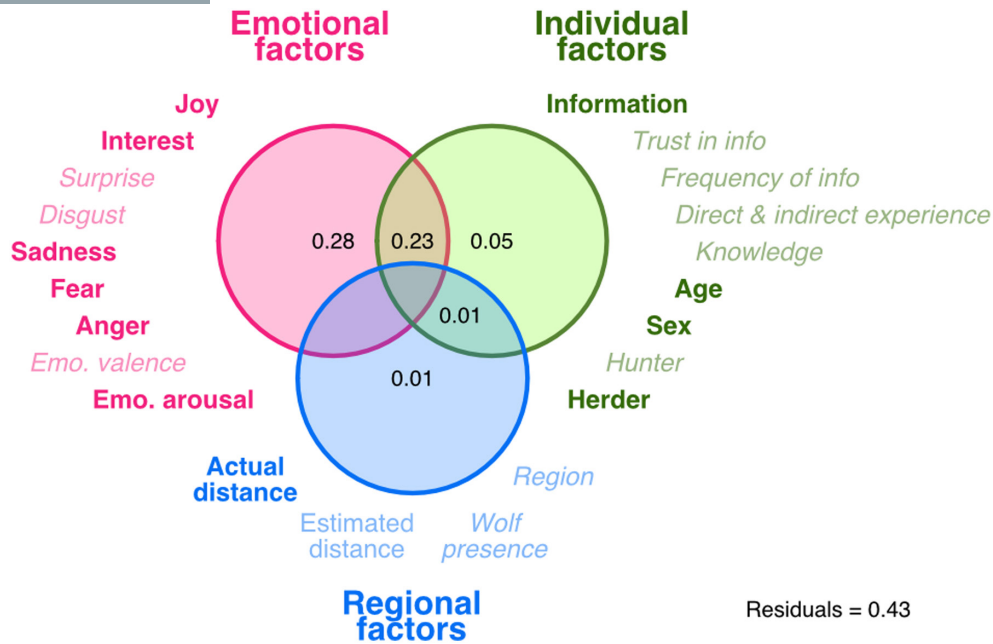 Emotional
factors
Individual
factors
Joy
Interest
Surprise
Disgust
Sadness
Fear
Anger
Emo. valence
Emo. arousal
Information
Trust in info
Frequency of info
Direct & indirect experience
Knowledge
Age
Sex
Hunter
Herder
0.28
0.23
0.05
0.01
0.01
Actual
distance
Estimated
distance
Wolf
presence
Region
Regional
factors
Residuals = 0.43